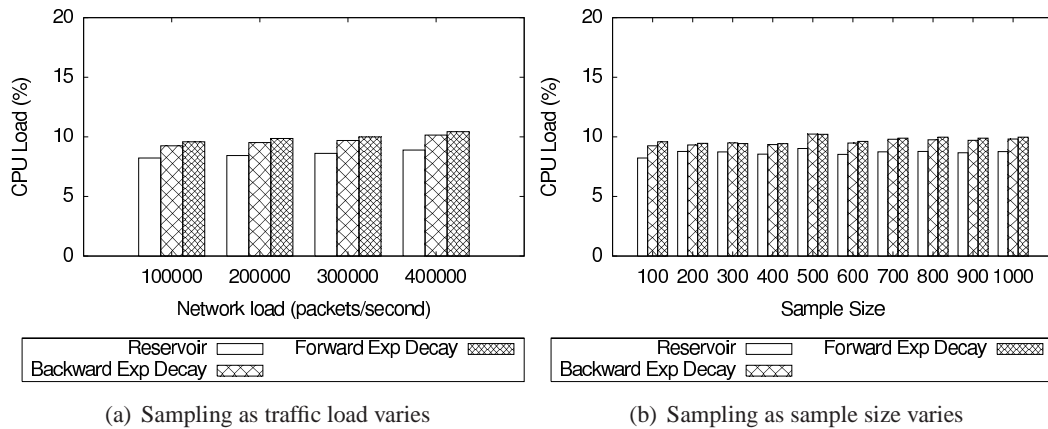 20
15
10
5
0
CPU Load (%)
100000 200000 300000 400000
Network load (packets/second)
Reservoir
Forward Exp Decay
Backward Exp Decay
(a) Sampling as traffic load varies
20
15
10
5
0
CPU Load (%)
100 200 300 400 500 600 700 800 900 1000
Sample Size
Reservoir
Forward Exp Decay
Backward Exp Decay
(b) Sampling as sample size varies